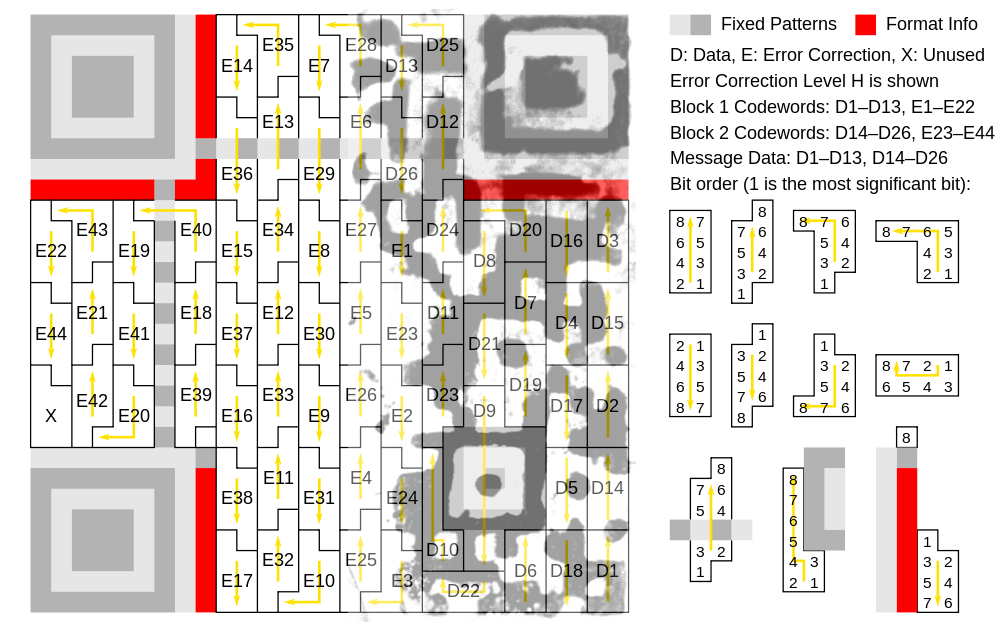 E35 E28 D25
E14 E7 D13
E13 E6 D12
E36 E29 D26
E43 E40 E34 E27 D24 D20 D16 D3
E22 E19 E15 E8 E1 D8
D7
E21 E18 E12 E5 D11 D4 D15
E44 E41 E37 E30 E23 D21
D19
E42 E39 E33 E26 D23 D17 D2
X E20 E16 E9 E2 D9
E11 E4 D5 D14
E38 E31 E24
D10
E32 E25 D6 D18 D1
E17 E10 E3
D22
Fixed Patterns Format Info
D: Data, E: Error Correction, X: Unused
Error Correction Level H is shown
Block 1 Codewords: D1–D13, E1–E22
Block 2 Codewords: D14–D26, E23–E44
Message Data: D1–D13, D14–D26
Bit order (1 is the most significant bit):
8 7
6 5
4 3
2 1
8
7 6
5 4
3 2
1
8 7 6
5 4
3 2
1
8 7 6 5
4 3
2 1
2 1
4 3
6 5
8 7
1
3 2
5 4
7 6
8
1
3 2
5 4
8 7 6
8 7 2 1
6 5 4 3
8
7 6
5 4
3 2
1
8
7
6
5
4 3
2 1
8
1
3 2
5 4
7 6